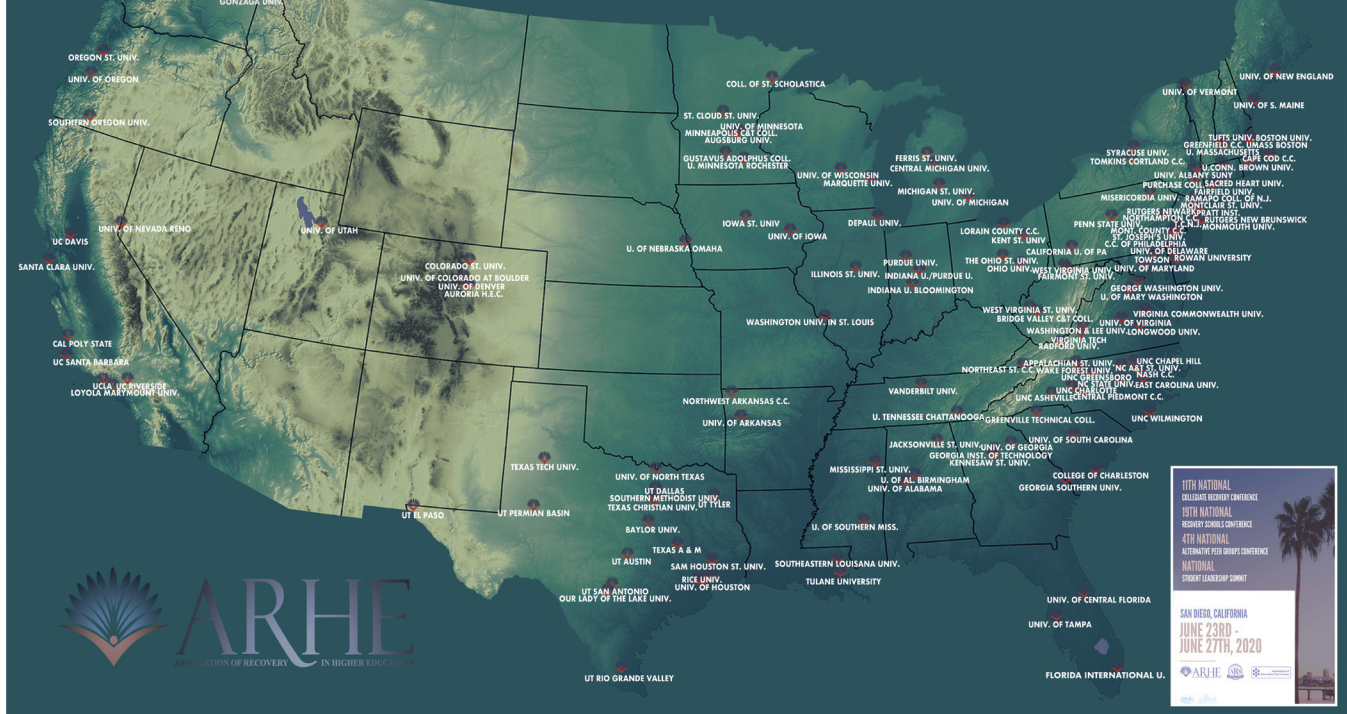 GONZAGA UNIV.
OREGON ST. UNIV.
UNIV. OF OREGON
SOUTHERN OREGON UNIV.
UNIV. OF NEVADA RENO
UC DAVIS
SANTA CLARA UNIV.
CAL POLY STATE
UC SANTA BARBARA
UCLA
UC RIVERSIDE
LOYOLA MARYMOUNT UNIV.
UNIV. OF UTAH
COLORADO ST. UNIV.
UNIV. OF COLORADO AT BOULDER
UNIV. OF DENVER
AURORIA H.E.C.
COLL. OF ST. SCHOLASTICA
ST. CLOUD ST. UNIV.
UNIV. OF MINNESOTA
MINNEAPOLIS C&T COLL.
AUGSBURG UNIV.
GUSTAVUS ADOLPHUS COLL.
U. MINNESOTA ROCHESTER
UNIV. OF WISCONSIN
MARQUETTE UNIV.
FERRIS ST. UNIV.
CENTRAL MICHIGAN UNIV.
MICHIGAN ST. UNIV.
UNIV. OF MICHIGAN
IOWA ST. UNIV
UNIV. OF IOWA
U. OF NEBRASKA OMAHA
DEPAUL UNIV.
ILLINOIS ST. UNIV.
PURDUE UNIV.
INDIANA U./PURDUE U.
INDIANA U. BLOOMINGTON
WASHINGTON UNIV. IN ST. LOUIS
LORAIN COUNTY C.C.
KENT ST. UNIV
THE OHIO ST. UNIV.
OHIO UNIV.
UNIV. OF NEW ENGLAND
UNIV. OF VERMONT
UNIV. OF S. MAINE
TUFTS UNIV.
BOSTON UNIV.
GREENFIELD C.C.
UMASS BOSTON
U. MASSACHUSETTS
CAPE COD C.C.
U.CONN.
BROWN UNIV.
SYRACUSE UNIV.
TOMKINS CORTLAND C.C.
UNIV. ALBANY SUNY
PURCHASE COLL.
SACRED HEART UNIV.
FAIRFIELD UNIV.
MISERICORDIA UNIV.
RAMAPO COLL. OF N.J.
MONTCLAIR ST. UNIV.
RUTGERS NEWARK
PRATT INST.
NORTHAMPTON C.C.
RUTGERS NEW BRUNSWICK
PENN STATE UNIV.
T.C.N.J.
MONMOUTH UNIV.
MONT. COUNTY C.C.
ST. JOSEPH'S UNIV.
C.C. OF PHILADELPHIA
CALIFORNIA U. OF PA
UNIV. OF DELAWARE
TOWSON
ROWAN UNIVERSITY
WEST VIRGINIA UNIV.
UNIV. OF MARYLAND
FAIRMONT ST. UNIV.
GEORGE WASHINGTON UNIV.
U. OF MARY WASHINGTON
WEST VIRGINIA ST. UNIV.
BRIDGE VALLEY C&T COLL.
VIRGINIA COMMONWEALTH UNIV.
UNIV. OF VIRGINIA
WASHINGTON & LEE UNIV.
LONGWOOD UNIV.
VIRGINIA TECH
RADFORD UNIV.
APPALACHIAN ST. UNIV.
UNC CHAPEL HILL
NORTHEAST ST. C.C.
WAKE FOREST UNIV.
NC A&T ST. UNIV.
UNC GREENSBORO
NASH C.C.
NC STATE UNIV.
EAST CAROLINA UNIV.
UNC CHARLOTTE
UNC ASHEVILLE
CENTRAL PIEDMONT C.C.
UNC WILMINGTON
VANDERBILT UNIV.
U. TENNESSEE CHATTANOOGA
GREENVILLE TECHNICAL COLL.
NORTHWEST ARKANSAS C.C.
UNIV. OF ARKANSAS
JACKSONVILLE ST. UNIV.
UNIV. OF GEORGIA
UNIV. OF SOUTH CAROLINA
GEORGIA INST. OF TECHNOLOGY
KENNESAW ST. UNIV.
MISSISSIPPI ST. UNIV.
U. OF AL. BIRMINGHAM
UNIV. OF ALABAMA
COLLEGE OF CHARLESTON
GEORGIA SOUTHERN UNIV.
U. OF SOUTHERN MISS.
SOUTHEASTERN LOUISANA UNIV.
TULANE UNIVERSITY
TEXAS TECH UNIV.
UNIV. OF NORTH TEXAS
UT DALLAS
SOUTHERN METHODIST UNIV.
UT TYLER
TEXAS CHRISTIAN UNIV.
UT EL PASO
UT PERMIAN BASIN
BAYLOR UNIV.
TEXAS A & M
UT AUSTIN
SAM HOUSTON ST. UNIV.
RICE UNIV.
UNIV. OF HOUSTON
UT SAN ANTONIO
OUR LADY OF THE LAKE UNIV.
UT RIO GRANDE VALLEY
UNIV. OF CENTRAL FLORIDA
UNIV. OF TAMPA
FLORIDA INTERNATIONAL U.
ARHE
ASSOCIATION OF RECOVERY IN HIGHER EDUCATION
11TH NATIONAL
COLLEGIATE RECOVERY CONFERENCE
19TH NATIONAL
RECOVERY SCHOOLS CONFERENCE
4TH NATIONAL
ALTERNATIVE PEER GROUPS CONFERENCE
NATIONAL
STUDENT LEADERSHIP SUMMIT
SAN DIEGO, CALIFORNIA
JUNE 23RD -
JUNE 27TH, 2020
ARHE
ARS